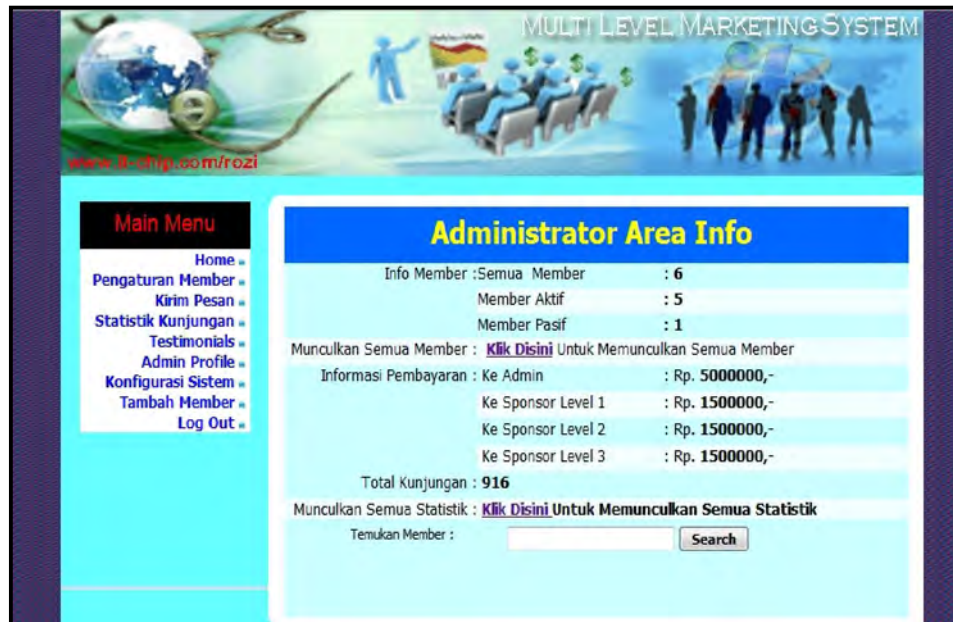 MULTI LEVEL MARKETING SYSTEM
Main Menu
Home
Pengaturan Member
Kirim Pesan
Statistik Kunjungan
Testimonials
Admin Profile
Konfigurasi Sistem
Tambah Member
Log Out
Administrator Area Info
Info Member :Semua Member : 6
Member Aktif : 5
Member Pasif : 1
Munculkan Semua Member : Klik Disini Untuk Memunculkan Semua Member
Informasi Pembayaran : Ke Admin : Rp. 5000000,-
Ke Sponsor Level 1 : Rp. 1500000,-
Ke Sponsor Level 2 : Rp. 1500000,-
Ke Sponsor Level 3 : Rp. 1500000,-
Total Kunjungan : 916
Munculkan Semua Statistik : Klik Disini Untuk Memunculkan Semua Statistik
Temukan Member :
Search